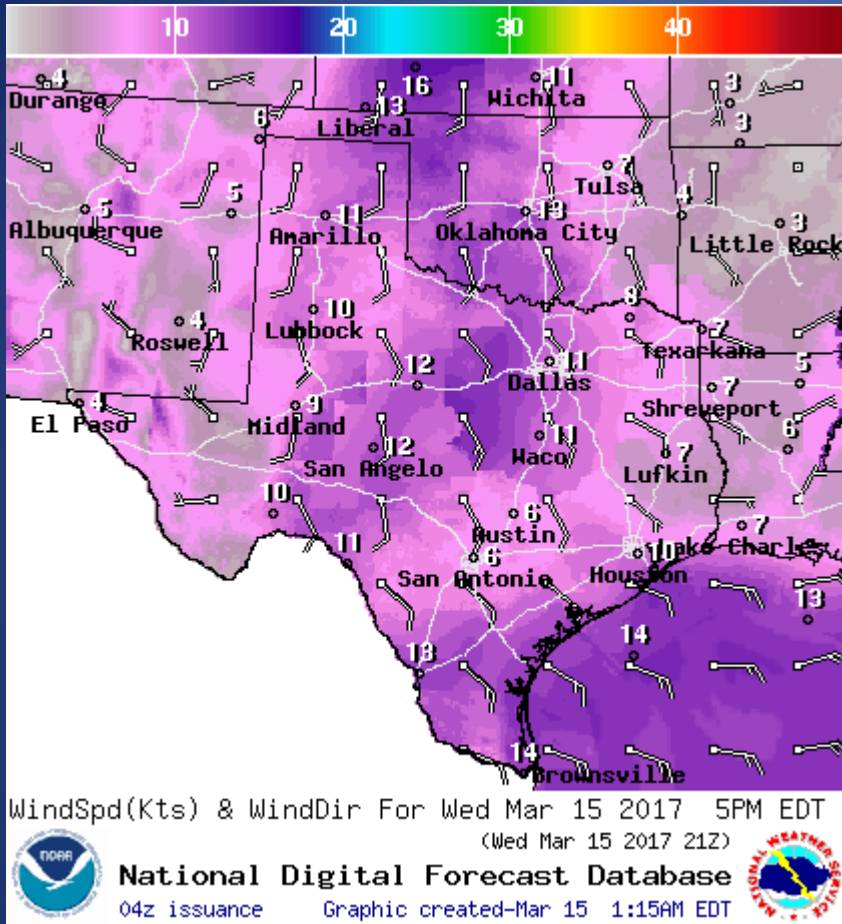 10 20 30 40
4 16 11 3
Durango 13 Wichita
6 Liberal 3
7
Tulsa
5 5 11 13 4 3
Albuquerque Amarillo Oklahoma City Little Rock
4 10 8
Roswell Lubbock 7
12 11 Texarkana
Dallas 7 5
4 9 Shreveport
El Paso Midland 12 11 7 6
San Angelo Waco Lufkin
10 6 7
11 Austin
6 10 Lake Charles
San Antonio Houston
13
14
13
14
Brownsville
WindSpd(Kts) & WindDir For Wed Mar 15 2017 5PM EDT
(Wed Mar 15 2017 21Z)
NOAA
National Digital Forecast Database
04z issuance Graphic created-Mar 15 1:15AM EDT
NATIONAL WEATHER SERVICE